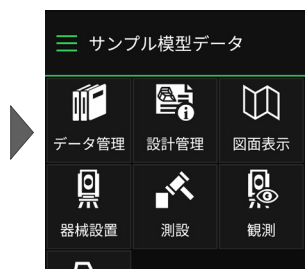 サンプル模型データ
データ管理 設計管理 図面表示
器械設置 測設 観測